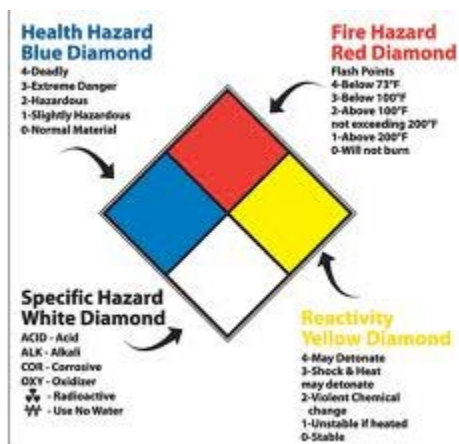 Health Hazard
Blue Diamond
4-Deadly
3-Extreme Danger
2-Hazardous
1-Slightly Hazardous
0-Normal Material
Fire Hazard
Red Diamond
Flash Points
4-Below 73°F
3-Below 100°F
2-Above 100°F
not exceeding 200°F
1-Above 200°F
0-Will not burn
Specific Hazard
White Diamond
ACID - Acid
ALK - Alkali
COR - Corrosive
OXY - Oxidizer
☢ - Radioactive
W - Use No Water
Reactivity
Yellow Diamond
4-May Detonate
3-Shock & Heat
may detonate
2-Violent Chemical
change
1-Unstable if heated
0-Stable